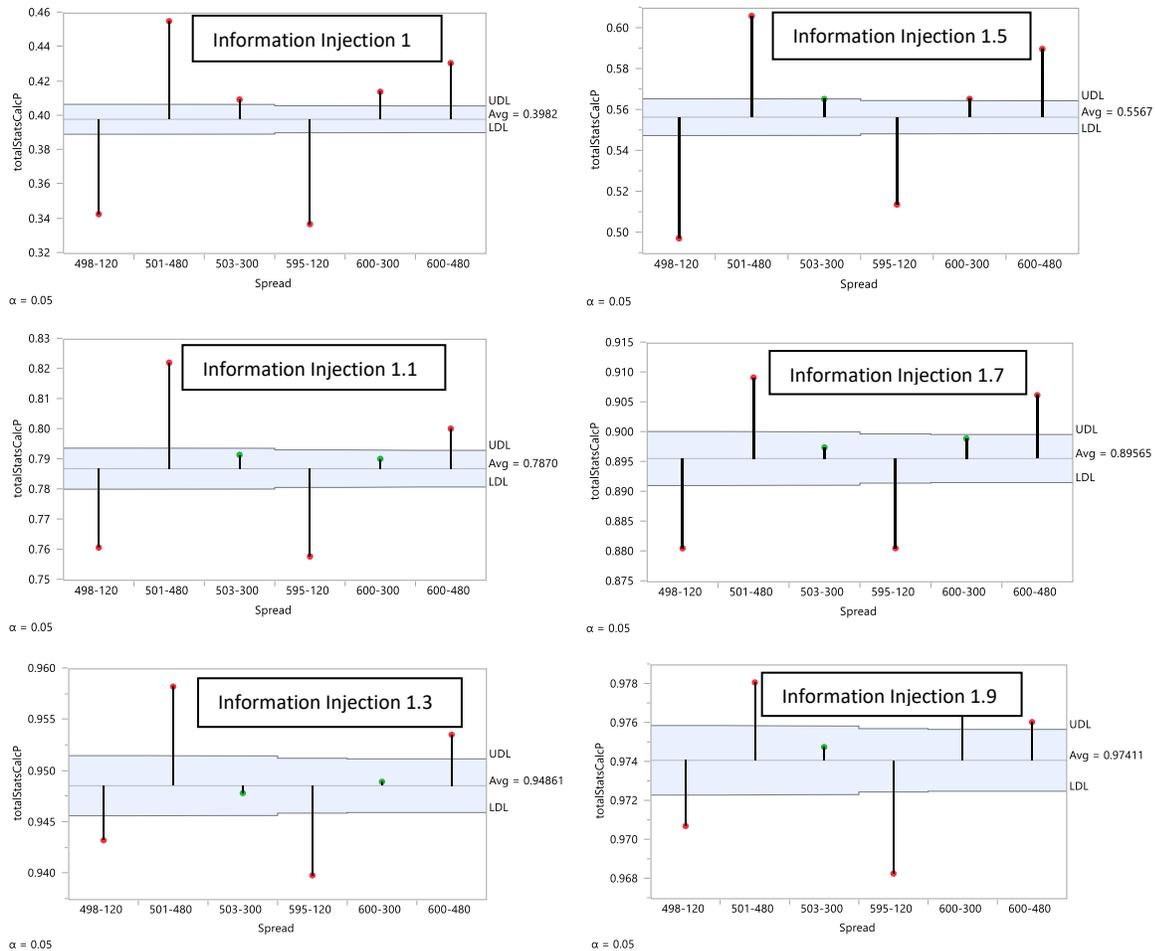 Information Injection 1
totalStatsCalcP
0.46
0.44
0.42
0.40
0.38
0.36
0.34
0.32
UDL
Avg = 0.3982
LDL
498-120 501-480 503-300 595-120 600-300 600-480
Spread
α = 0.05
Information Injection 1.5
totalStatsCalcP
0.60
0.58
0.56
0.54
0.52
0.50
UDL
Avg = 0.5567
LDL
498-120 501-480 503-300 595-120 600-300 600-480
Spread
α = 0.05
Information Injection 1.1
totalStatsCalcP
0.83
0.82
0.81
0.80
0.79
0.78
0.77
0.76
0.75
UDL
Avg = 0.7870
LDL
498-120 501-480 503-300 595-120 600-300 600-480
Spread
α = 0.05
Information Injection 1.7
totalStatsCalcP
0.915
0.910
0.905
0.900
0.895
0.890
0.885
0.880
0.875
UDL
Avg = 0.89565
LDL
498-120 501-480 503-300 595-120 600-300 600-480
Spread
α = 0.05
Information Injection 1.3
totalStatsCalcP
0.960
0.955
0.950
0.945
0.940
UDL
Avg = 0.94861
LDL
498-120 501-480 503-300 595-120 600-300 600-480
Spread
α = 0.05
Information Injection 1.9
totalStatsCalcP
0.978
0.976
0.974
0.972
0.970
0.968
UDL
Avg = 0.97411
LDL
498-120 501-480 503-300 595-120 600-300 600-480
Spread
α = 0.05